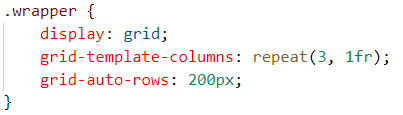 .wrapper {
    display: grid;
    grid-template-columns: repeat(3, 1fr);
    grid-auto-rows: 200px;
}